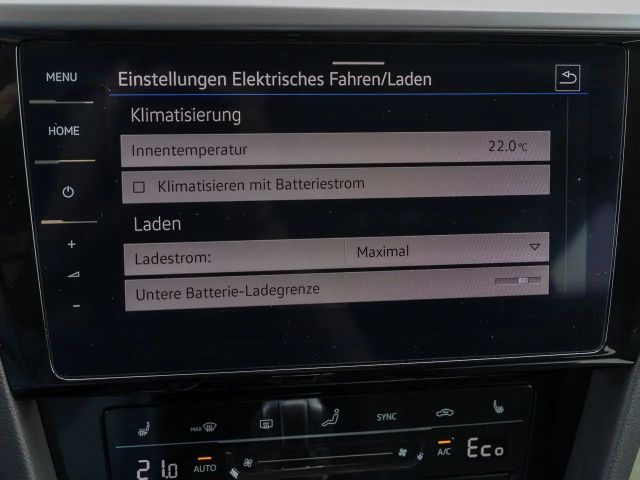 MENU
Einstellungen Elektrisches Fahren/Laden
HOME
Klimatisierung
Innentemperatur 22.0°C
Klimatisieren mit Batteriestrom
Laden
+
Ladestrom: Maximal
Untere Batterie-Ladegrenze
-
MAX
SYNC
21.0 AUTO A/C Eco